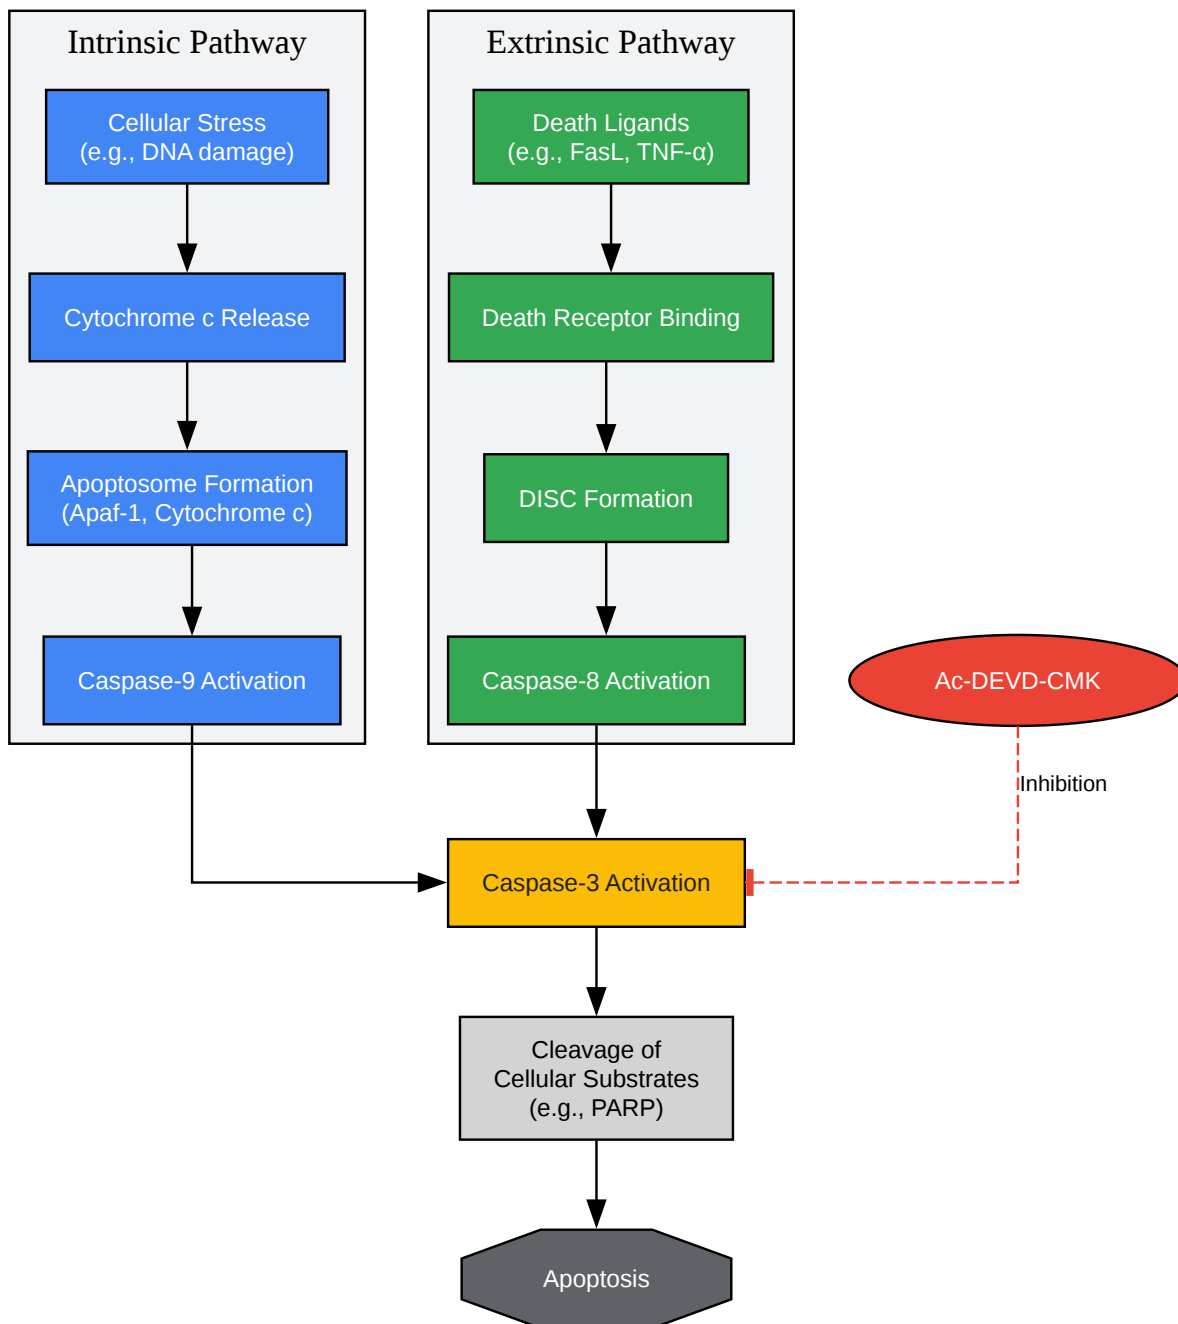 Intrinsic Pathway
Cellular Stress
(e.g., DNA damage)
Cytochrome c Release
Apoptosome Formation
(Apaf-1, Cytochrome c)
Caspase-9 Activation
Extrinsic Pathway
Death Ligands
(e.g., FasL, TNF-α)
Death Receptor Binding
DISC Formation
Caspase-8 Activation
Ac-DEVD-CMK
Inhibition
Caspase-3 Activation
Cleavage of
Cellular Substrates
(e.g., PARP)
Apoptosis